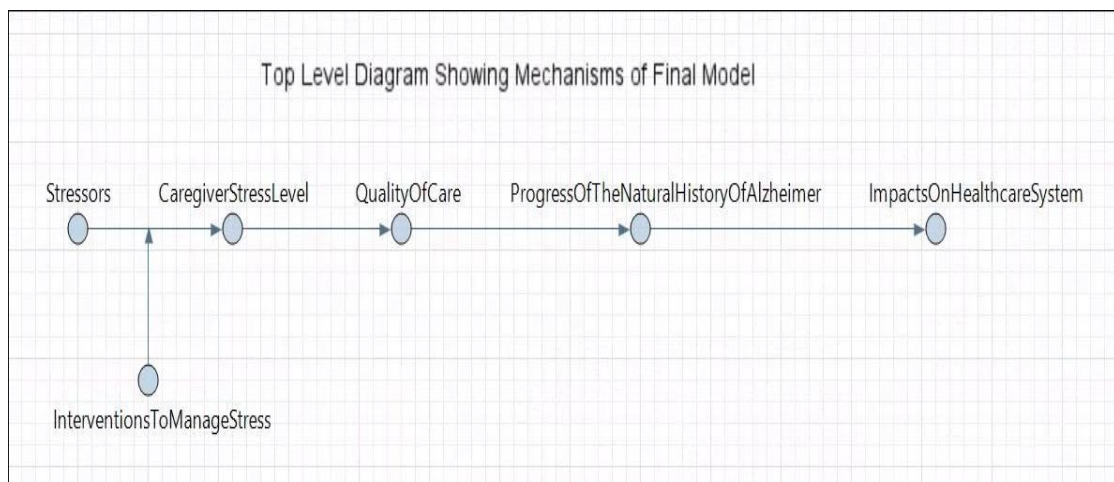 Top Level Diagram Showing Mechanisms of Final Model
Stressors
CaregiverStressLevel
QualityOfCare
ProgressOfTheNaturalHistoryOfAlzheimer
ImpactsOnHealthcareSystem
InterventionsToManageStress